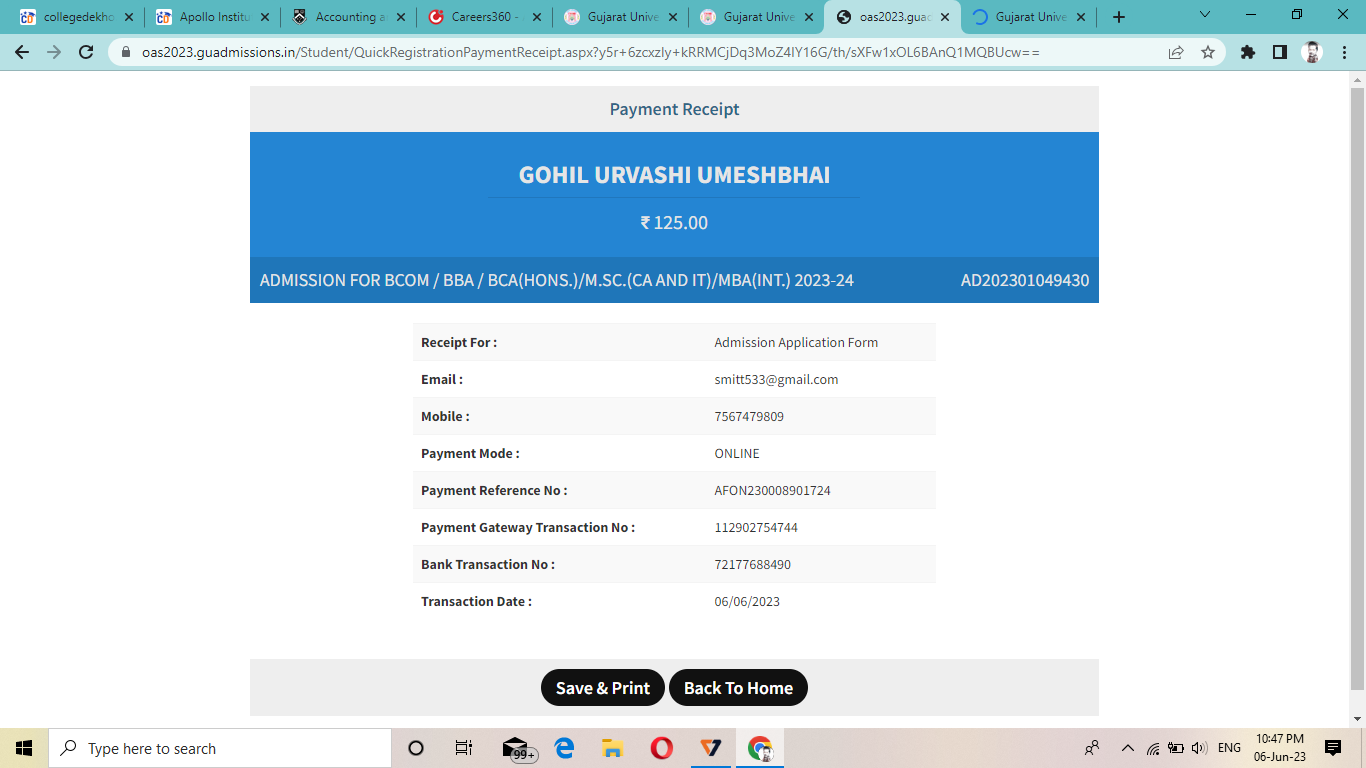 collegedekho
Apollo Institu
Accounting a
Careers360 -
Gujarat Unive
Gujarat Unive
oas2023.guad
Gujarat Unive
oas2023.guadmissions.in/Student/QuickRegistrationPaymentReceipt.aspx?y5r+6zcxzly+kRRMCjDq3MoZ4IY16G/th/sXFw1xOL6BAnQ1MQBUcw==
Payment Receipt
GOHIL URVASHI UMESHBHAI
₹ 125.00
ADMISSION FOR BCOM / BBA / BCA(HONS.)/M.SC.(CA AND IT)/MBA(INT.) 2023-24 AD202301049430
Receipt For : Admission Application Form
Email : smitt533@gmail.com
Mobile : 7567479809
Payment Mode : ONLINE
Payment Reference No : AFON230008901724
Payment Gateway Transaction No : 112902754744
Bank Transaction No : 72177688490
Transaction Date : 06/06/2023
Save & Print Back To Home
Type here to search
99+
ENG
10:47 PM
06-Jun-23